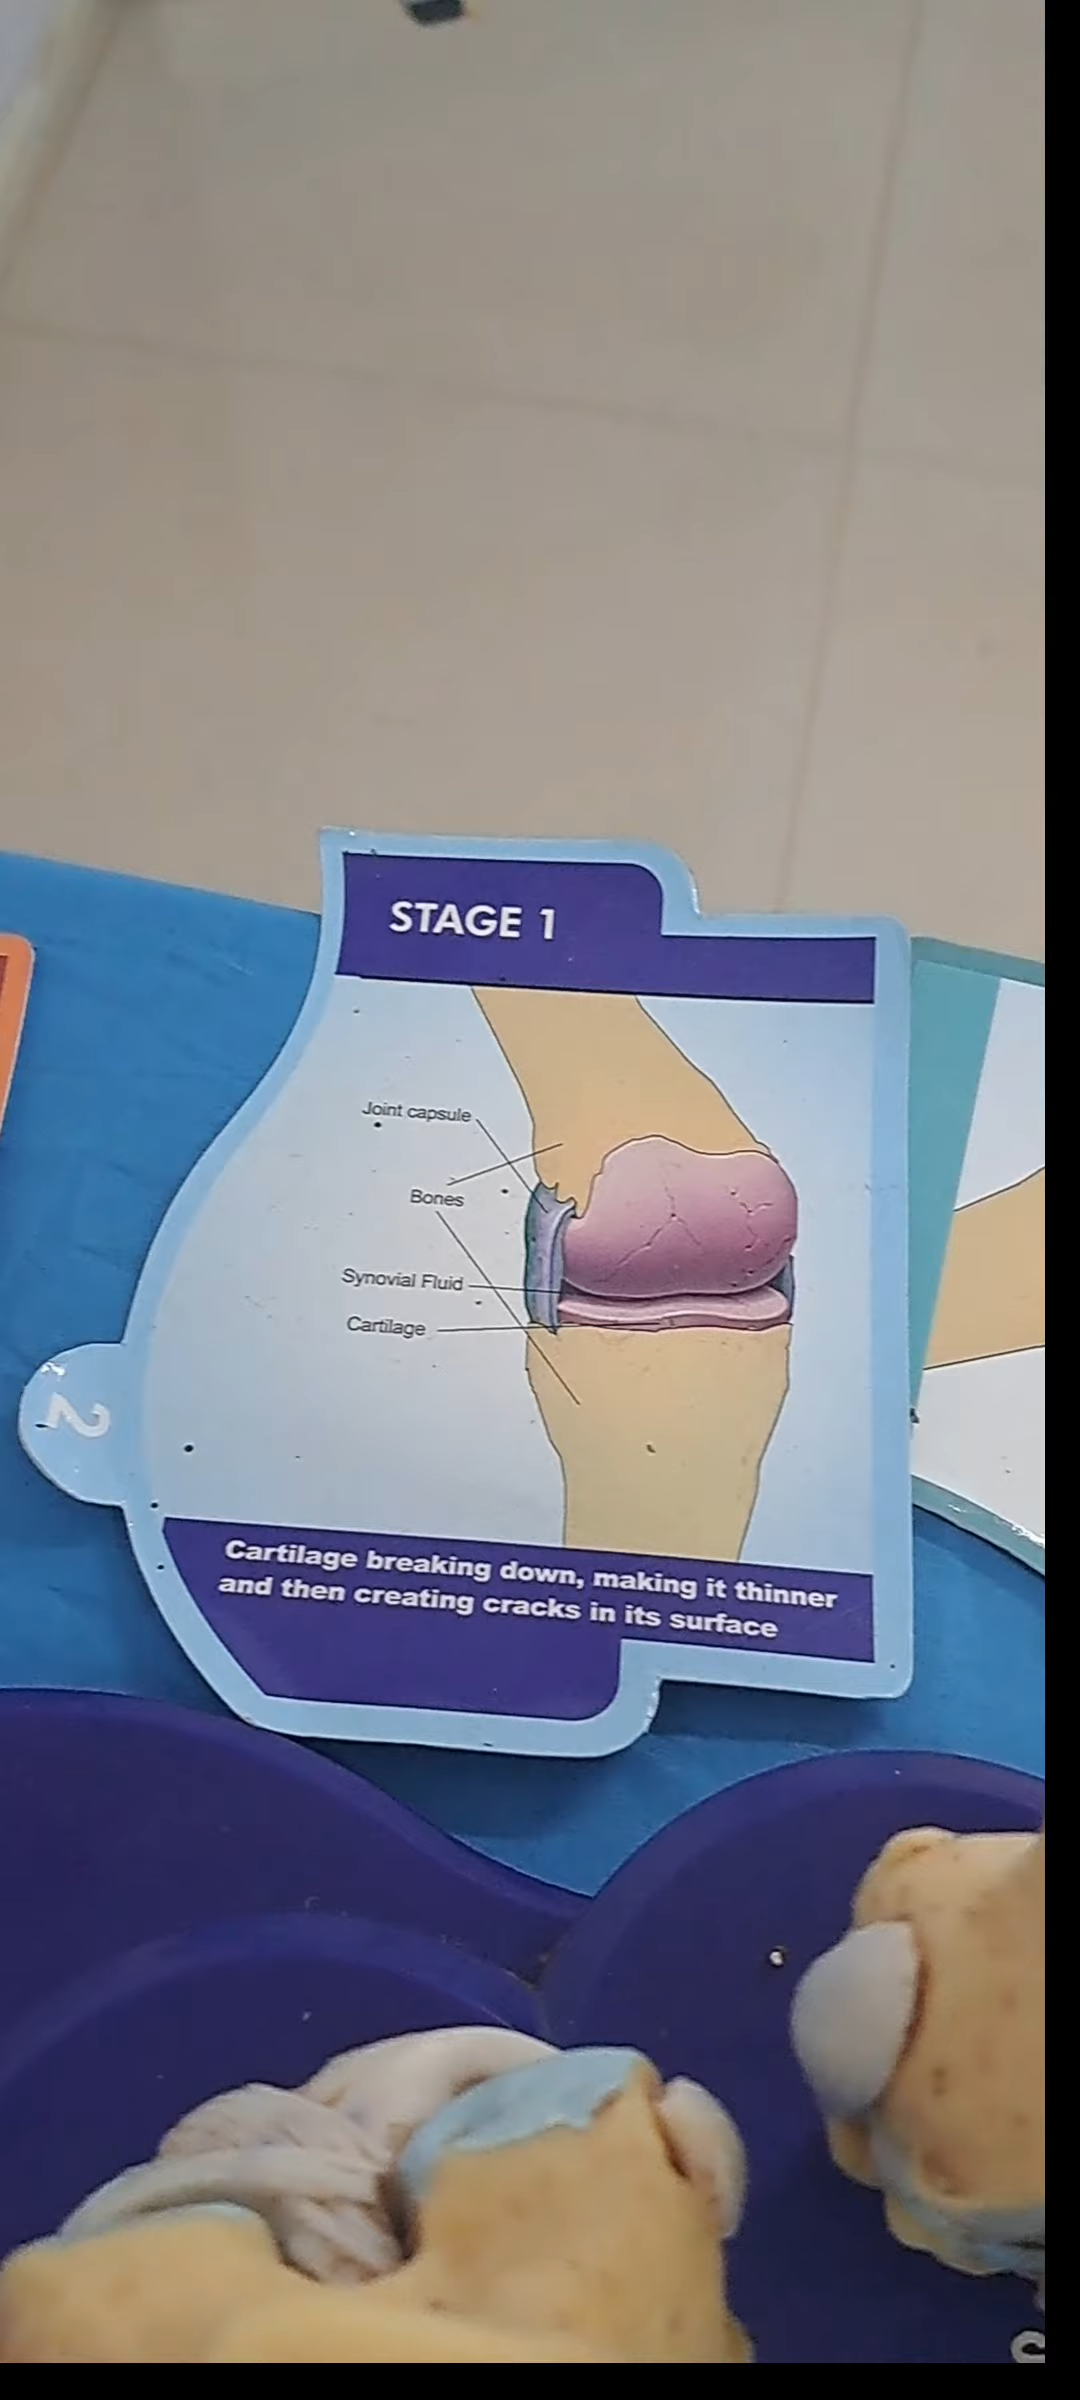 STAGE 1
Joint capsule
Bones
Synovial Fluid
Cartilage
2
Cartilage breaking down, making it thinner
and then creating cracks in its surface